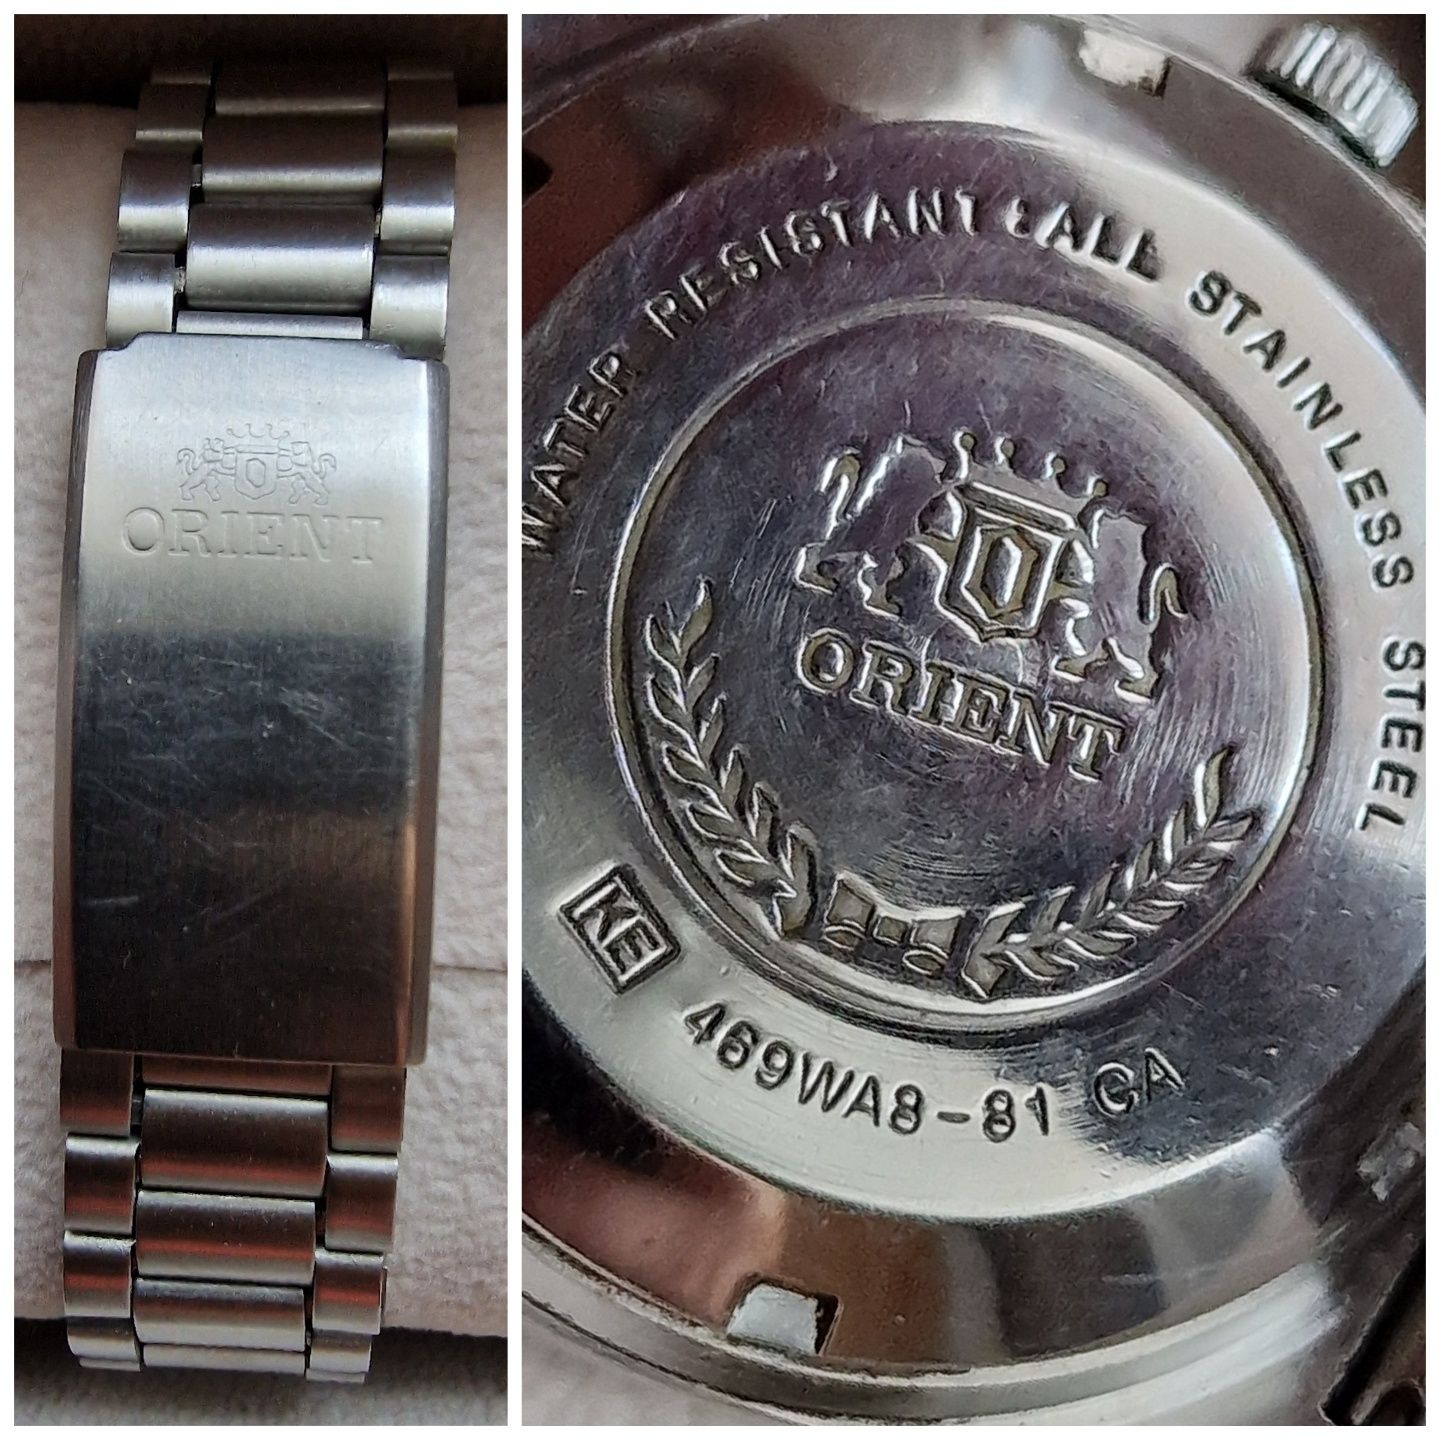 O
ORIENT
WATER RESISTANT:ALL STAINLESS STEEL
O
ORIENT
KE
469WA8-81 CA